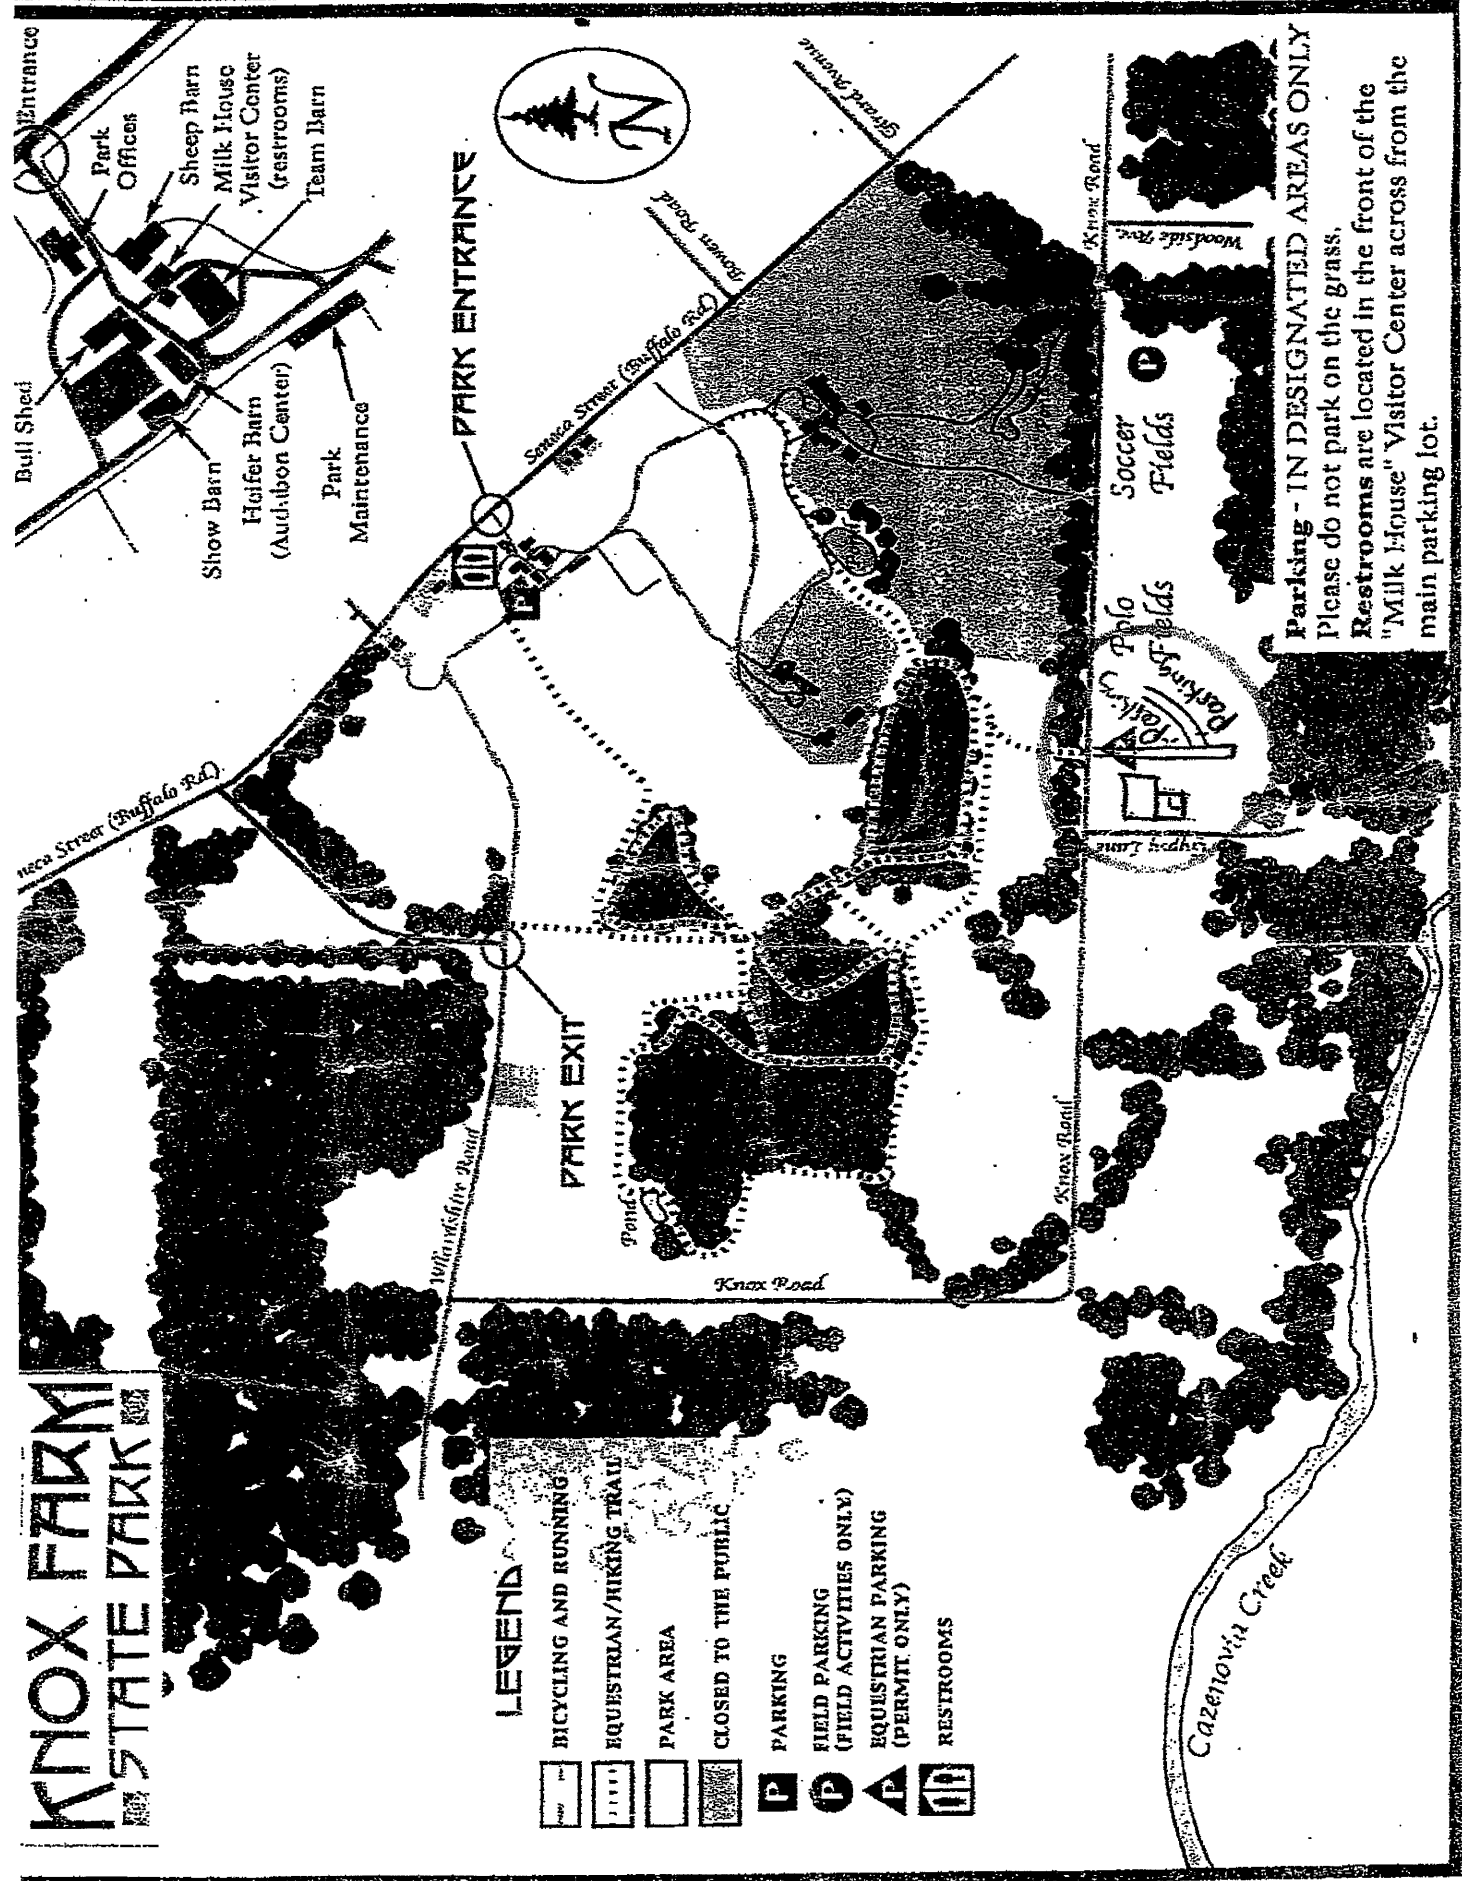 KNOX FARM
STATE PARK
Entrance
Park
Offices
Sheep Barn
Milk House
Visitor Center
(restrooms)
Team Barn
Bull Shed
Show Barn
Heifer Barn
(Audubon Center)
Park
Maintenance
PARK ENTRANCE
N
Girard Avenue
Bowen Road
Seneca Street (Buffalo Rd.)
neca Street (Buffalo Rd.)
P
PARK EXIT
Willardshire Road
Pond
Knox Road
Knox Road
Knox Road
Woodside Ave.
Gypsy Lane
P
Soccer
Fields
Polo
Fields
Parking
Parking
Cazenovia Creek
LEGEND
BICYCLING AND RUNNING
EQUESTRIAN/HIKING TRAIL
PARK AREA
CLOSED TO THE PUBLIC
P PARKING
P FIELD PARKING
(FIELD ACTIVITIES ONLY)
P EQUESTRIAN PARKING
(PERMIT ONLY)
RESTROOMS
Parking - IN DESIGNATED AREAS ONLY
Please do not park on the grass.
Restrooms are located in the front of the
"Milk House" Visitor Center across from the
main parking lot.